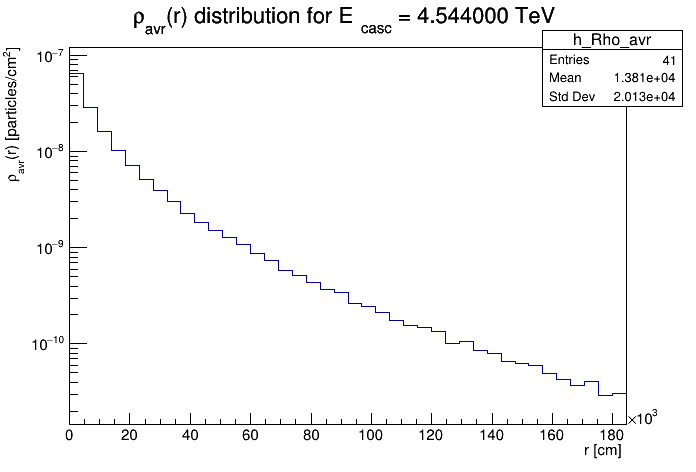 ρavr(r) distribution for E casc = 4.544000 TeV
h_Rho_avr
Entries 41
Mean 1.381e+04
Std Dev 2.013e+04
ρavr(r) [particles/cm²]
10⁻⁷
10⁻⁸
10⁻⁹
10⁻¹⁰
0 20 40 60 80 100 120 140 160 180
×10³
r [cm]